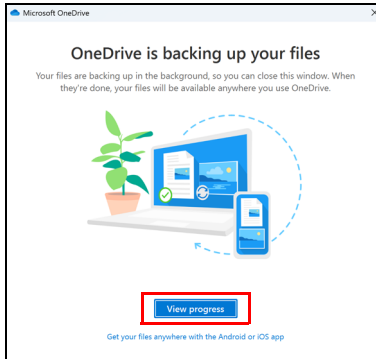 Microsoft OneDrive
OneDrive is backing up your files
Your files are backing up in the background, so you can close this window. When
they're done, your files will be available anywhere you use OneDrive.
View progress
Get your files anywhere with the Android or iOS app